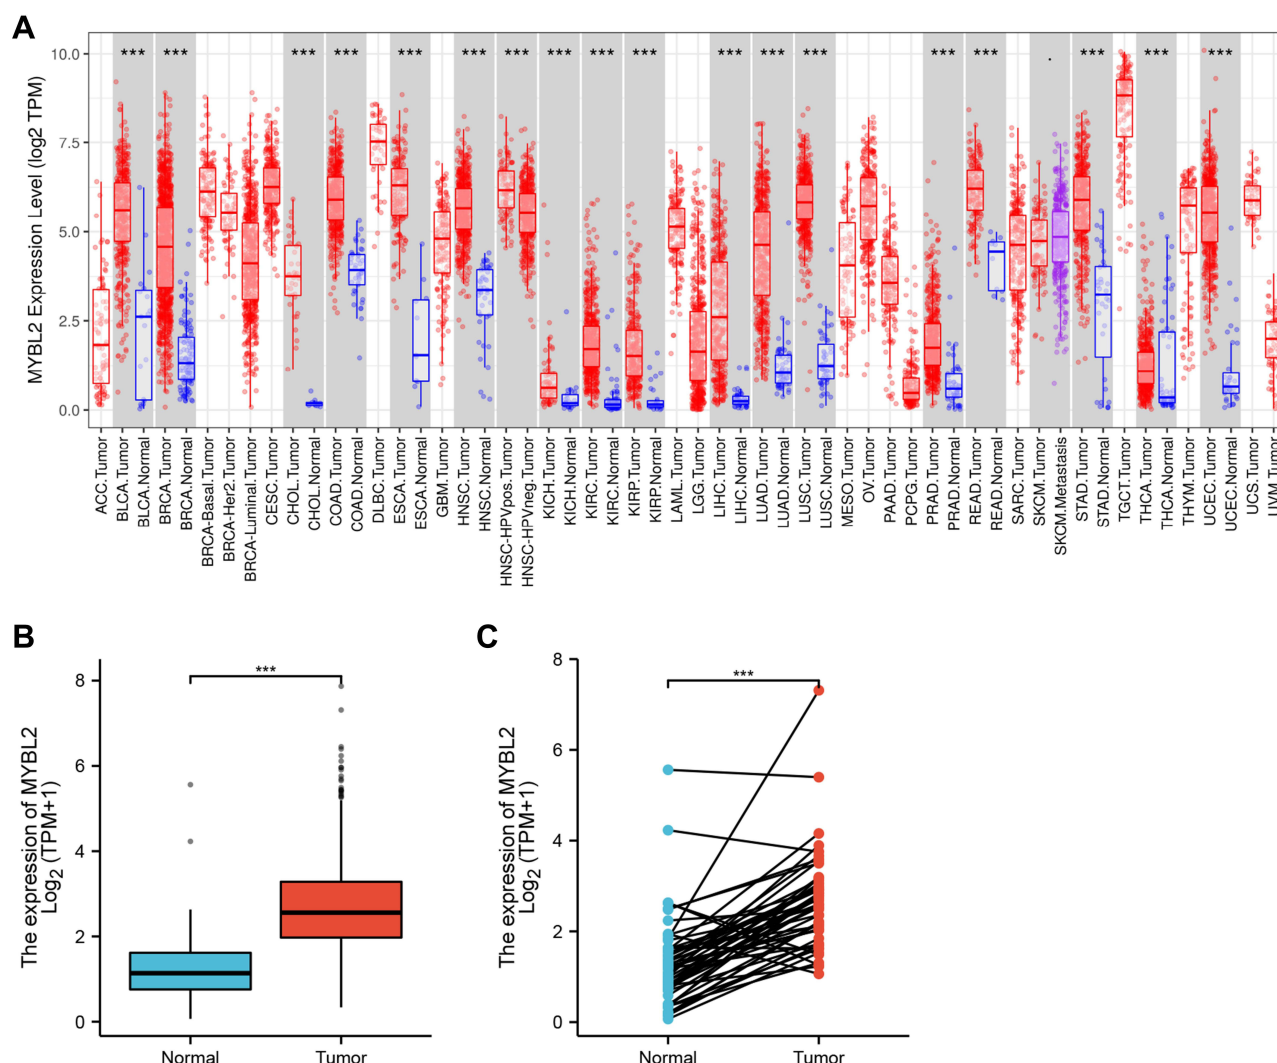 A
*** *** *** *** *** *** *** *** *** *** *** *** *** *** *** . *** *** ***
MYBL2 Expression Level (log2 TPM)
10.0
7.5
5.0
2.5
0.0
ACC.Tumor
BLCA.Tumor
BLCA.Normal
BRCA.Tumor
BRCA.Normal
BRCA-Basal.Tumor
BRCA-Her2.Tumor
BRCA-Luminal.Tumor
CESC.Tumor
CHOL.Tumor
CHOL.Normal
COAD.Tumor
COAD.Normal
DLBC.Tumor
ESCA.Tumor
ESCA.Normal
GBM.Tumor
HNSC.Tumor
HNSC.Normal
HNSC-HPVpos.Tumor
HNSC-HPVneg.Tumor
KICH.Tumor
KICH.Normal
KIRC.Tumor
KIRC.Normal
KIRP.Tumor
KIRP.Normal
LAML.Tumor
LGG.Tumor
LIHC.Tumor
LIHC.Normal
LUAD.Tumor
LUAD.Normal
LUSC.Tumor
LUSC.Normal
MESO.Tumor
OV.Tumor
PAAD.Tumor
PCPG.Tumor
PRAD.Tumor
PRAD.Normal
READ.Tumor
READ.Normal
SARC.Tumor
SKCM.Tumor
SKCM.Metastasis
STAD.Tumor
STAD.Normal
TGCT.Tumor
THCA.Tumor
THCA.Normal
THYM.Tumor
UCEC.Tumor
UCEC.Normal
UCS.Tumor
UVM.Tumor
B
The expression of MYBL2
Log2 (TPM+1)
***
8
6
4
2
0
Normal Tumor
C
The expression of MYBL2
Log2 (TPM+1)
***
8
6
4
2
0
Normal Tumor